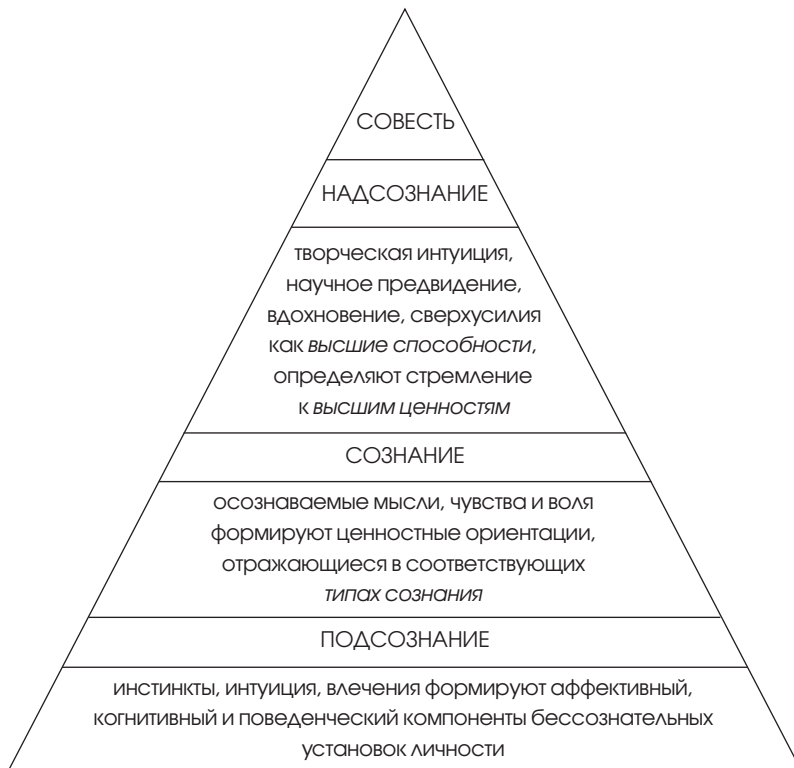 СОВЕСТЬ
НАДСОЗНАНИЕ
творческая интуиция,
научное предвидение,
вдохновение, сверхусилия
как высшие способности,
определяют стремление
к высшим ценностям
СОЗНАНИЕ
осознаваемые мысли, чувства и воля
формируют ценностные ориентации,
отражающиеся в соответствующих
типах сознания
ПОДСОЗНАНИЕ
инстинкты, интуиция, влечения формируют аффективный,
когнитивный и поведенческий компоненты бессознательных
установок личности